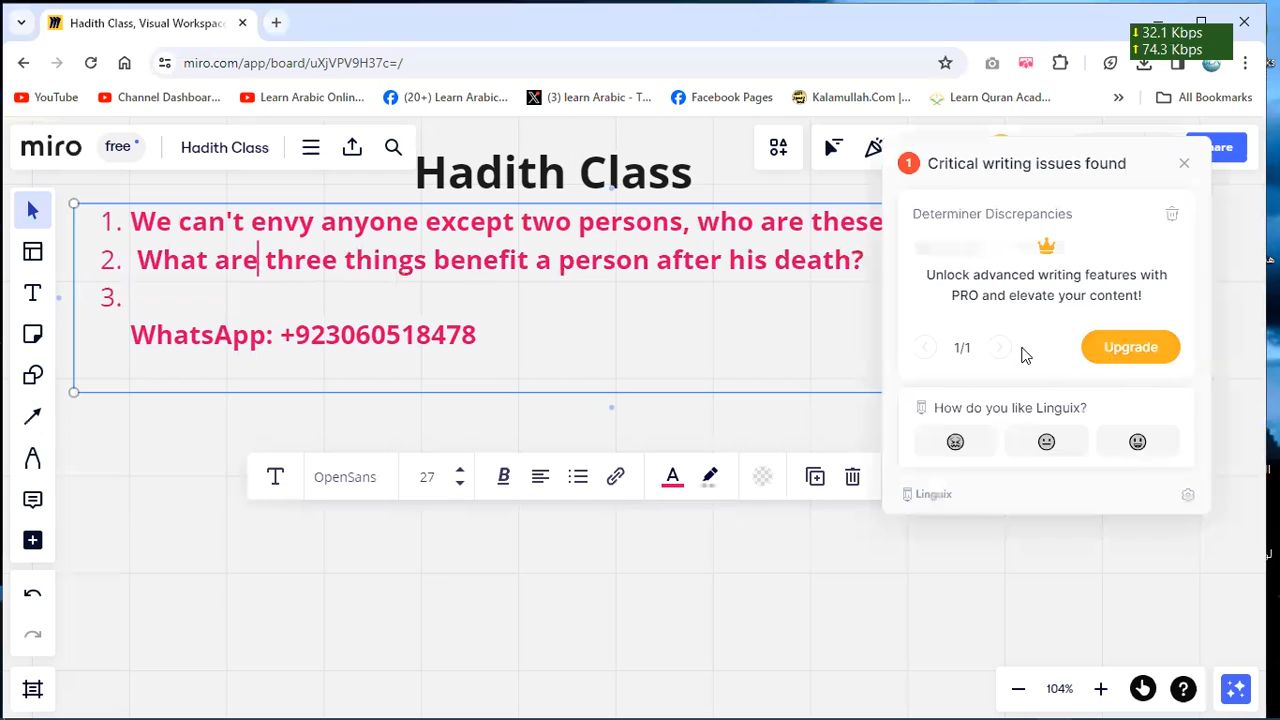 Hadith Class, Visual Workspac
32.1 Kbps
74.3 Kbps
miro.com/app/board/uXjVPV9H37c=/
YouTube
Channel Dashboar...
Learn Arabic Onlin...
(20+) Learn Arabic...
(3) learn Arabic - T...
Facebook Pages
Kalamullah.Com |...
Learn Quran Acad...
All Bookmarks
miro
free
Hadith Class
Hadith Class
1. We can't envy anyone except two persons, who are these
2. What are three things benefit a person after his death?
3.
WhatsApp: +923060518478
are
1 Critical writing issues found
Determiner Discrepancies
Unlock advanced writing features with
PRO and elevate your content!
1/1
Upgrade
How do you like Linguix?
Linguix
OpenSans
27
104%